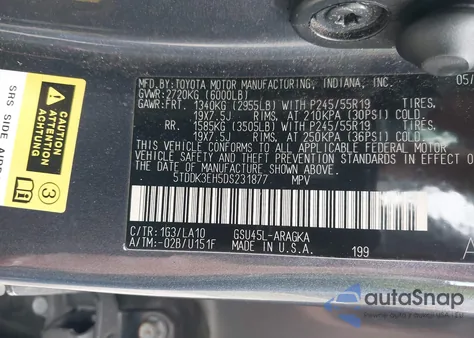 MFD.BY:TOYOTA MOTOR MANUFACTURING, INDIANA, INC. 05/
GVWR:2720KG (6000LB)
GAWR:FRT. 1340KG (2955LB) WITH P245/55R19 TIRES,
19X7.5J RIMS, AT 210KPA (30PSI) COLD
RR. 1585KG (3505LB) WITH P245/55R19 TIRES,
19X7.5J RIMS, AT 250KPA (36PSI) COLD
THIS VEHICLE CONFORMS TO ALL APPLICABLE FEDERAL MOTOR
VEHICLE SAFETY, BUMPER, AND THEFT PREVENTION
STANDARDS IN EFFECT ON THE DATE OF MANUFACTURE
SHOWN ABOVE.
5TDDK3EH5DS231877 MPV
C/TR:1G3/LA10 GSU45L-ARAGKA
A/TM:-02B/U151F MADE IN U.S.A.
199
A
SRS SIDE AIR
CAUTION
ATTENTION
ACHTUNG
3
autoSnap